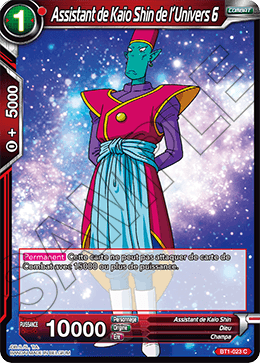 1
Assistant de Kaïo Shin de l'Univers 6
COMBAT
+ 5000
Permanent Cette carte ne peut pas attaquer de carte de
Combat avec 15000 ou plus de puissance.
BT1-023 C
PUISSANCE 10000
Personnage Assistant de Kaïo Shin
Origine Dieu
Ère Champa
SAMPLE